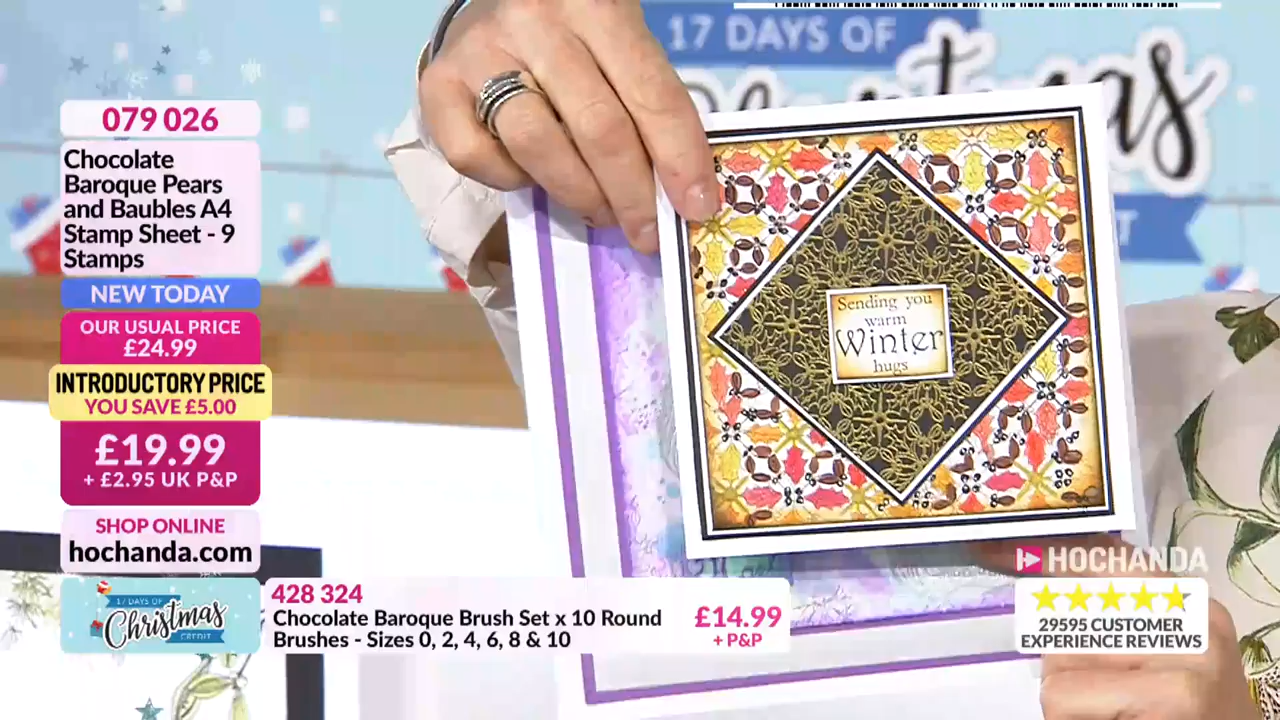 17 DAYS OF
Christmas
079 026
Chocolate
Baroque Pears
and Baubles A4
Stamp Sheet - 9
Stamps
NEW TODAY
OUR USUAL PRICE
£24.99
INTRODUCTORY PRICE
YOU SAVE £5.00
£19.99
+ £2.95 UK P&P
SHOP ONLINE
hochanda.com
Sending you
warm
Winter
hugs
HOCHANDA
17 DAYS OF
Christmas
CREDIT
428 324
Chocolate Baroque Brush Set x 10 Round
Brushes - Sizes 0, 2, 4, 6, 8 & 10
£14.99
+ P&P
29595 CUSTOMER
EXPERIENCE REVIEWS